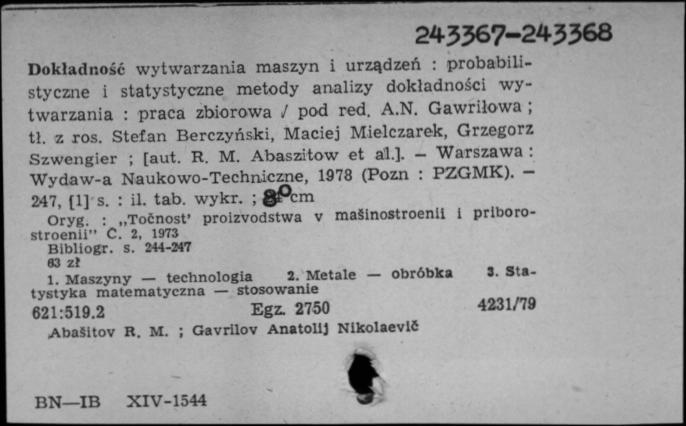 243367-243368
Dokładność wytwarzania maszyn i urządzeń : probabili-
styczne i statystyczne metody analizy dokładności wy-
twarzania : praca zbiorowa / pod red. A.N. Gawriłowa ;
tł. z ros. Stefan Berczyński, Maciej Mielczarek, Grzegorz
Szwengier ; [aut. R. M. Abaszitow et al.]. — Warszawa :
Wydaw-a Naukowo-Techniczne, 1978 (Pozn : PZGMK). —
247, [1] s. : il. tab. wykr. ; cm
Oryg. : „Točnost' proizvodstva v mašinostroenii i priboro-
stroenii" Č. 2, 1973
Bibliogr. s. 244-247
63 zł
1. Maszyny — technologia 2. Metale — obróbka 3. Sta-
tystyka matematyczna — stosowanie
621:519.2 Egz. 2750 4231/79
Abašitov R. M. ; Gavrilov Anatolij Nikolaevič
BN—IB XIV-1544